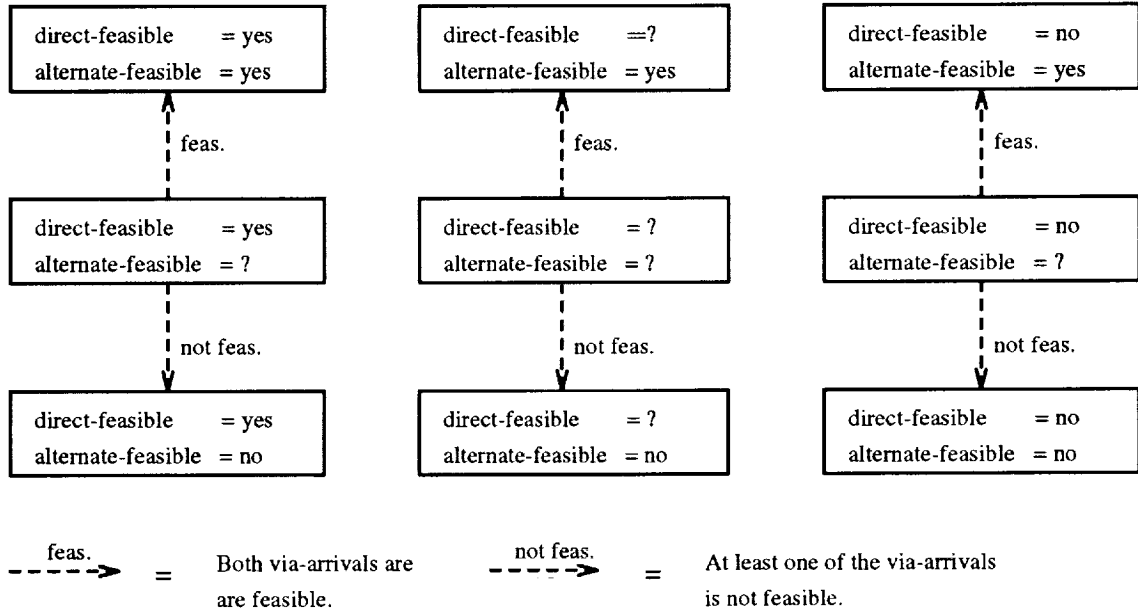 direct-feasible = yes
alternate-feasible = yes
direct-feasible =?
alternate-feasible = yes
direct-feasible = no
alternate-feasible = yes
feas.
feas.
feas.
direct-feasible = yes
alternate-feasible = ?
direct-feasible = ?
alternate-feasible = ?
direct-feasible = no
alternate-feasible = ?
not feas.
not feas.
not feas.
direct-feasible = yes
alternate-feasible = no
direct-feasible = ?
alternate-feasible = no
direct-feasible = no
alternate-feasible = no
feas.
= Both via-arrivals are
are feasible.
not feas.
= At least one of the via-arrivals
is not feasible.